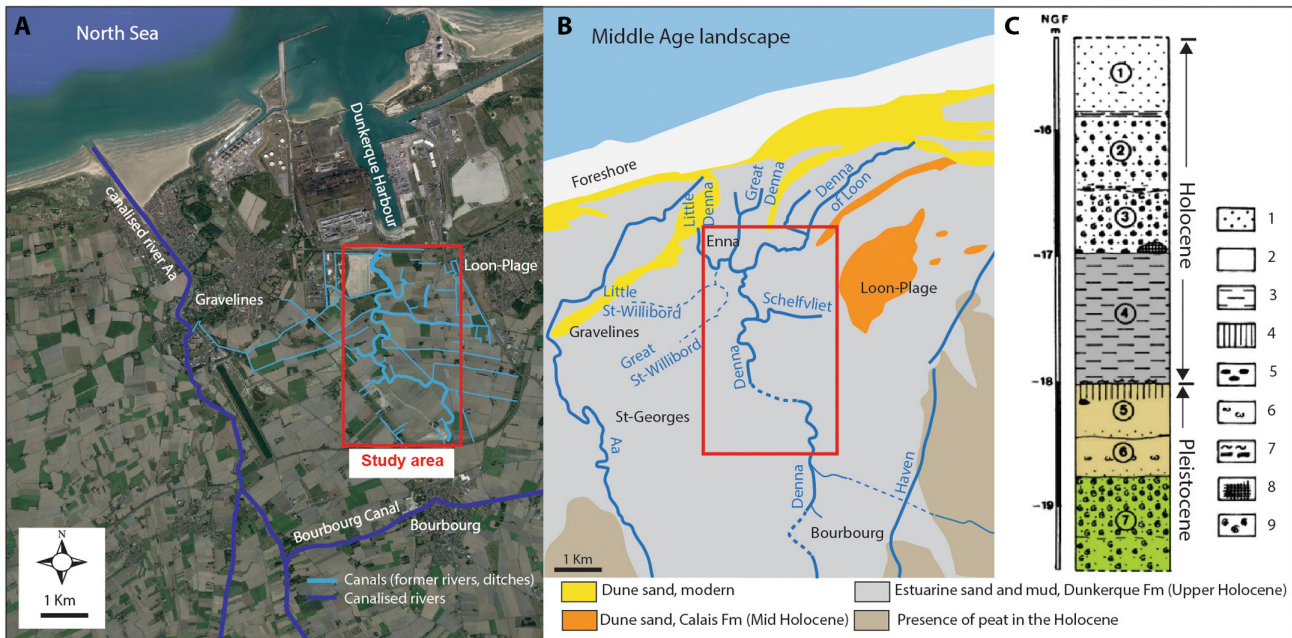 A
North Sea
Dunkerque Harbour
canalised river Aa
Gravelines
Loon-Plage
Study area
Bourbourg Canal
Bourbourg
N
1 Km
Canals (former rivers, ditches)
Canalised rivers
B
Middle Age landscape
Foreshore
Little
Denna
Great
Denna
Denna
of Loon
Enna
Loon-Plage
Little
St-Willibord
Schelfvliet
Gravelines
Great
St-Willibord
Denna
St-Georges
Aa
Denna
Haven
Bourbourg
1 Km
Dune sand, modern
Dune sand, Calais Fm (Mid Holocene)
Estuarine sand and mud, Dunkerque Fm (Upper Holocene)
Presence of peat in the Holocene
C
NGF
m
-16
-17
-18
-19
1
2
3
4
5
6
7
Holocene
Pleistocene
1
2
3
4
5
6
7
8
9